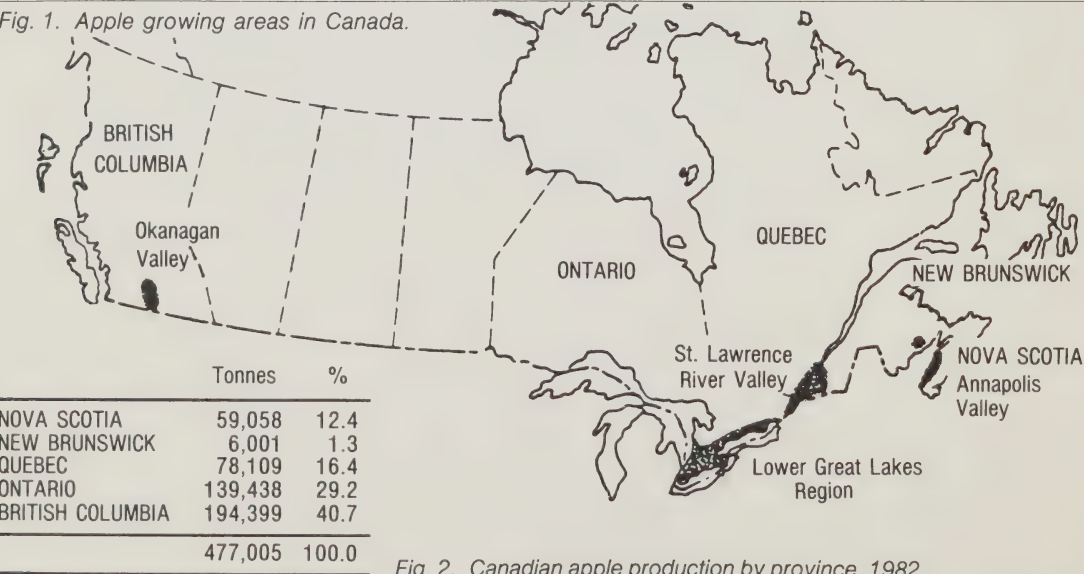 Fig. 1. Apple growing areas in Canada.
BRITISH
COLUMBIA
Okanagan
Valley
ONTARIO
QUEBEC
NEW BRUNSWICK
St. Lawrence
River Valley
NOVA SCOTIA
Annapolis
Valley
Lower Great Lakes
Region
Tonnes %
NOVA SCOTIA 59,058 12.4
NEW BRUNSWICK 6,001 1.3
QUEBEC 78,109 16.4
ONTARIO 139,438 29.2
BRITISH COLUMBIA 194,399 40.7
477,005 100.0
Fig. 2. Canadian apple production by province, 1982